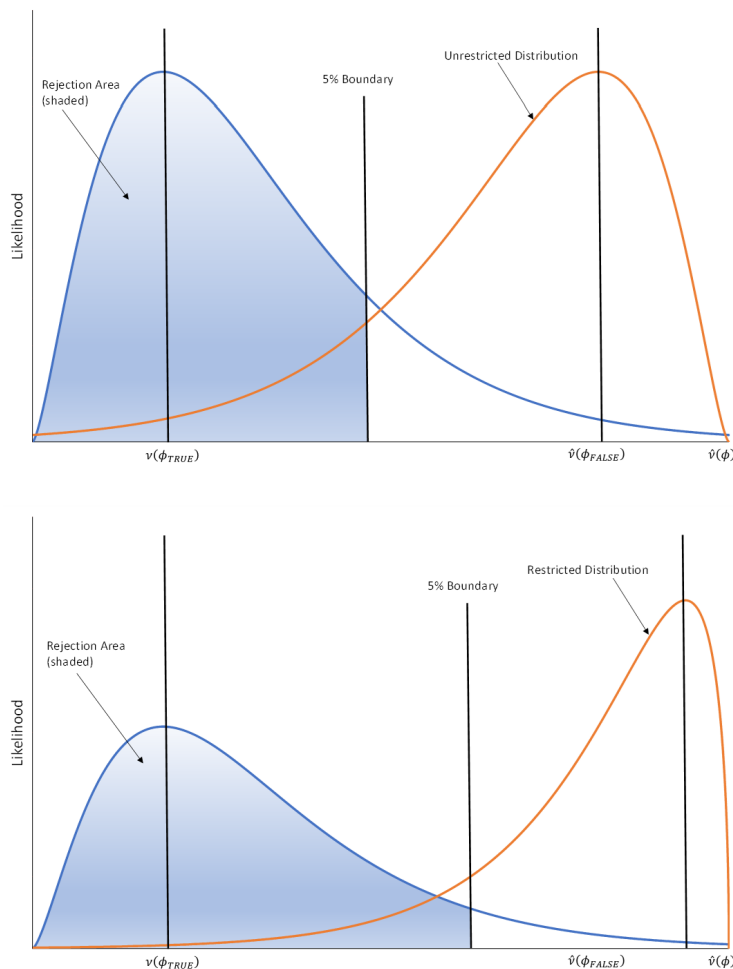 Rejection Area
(shaded)
5% Boundary
Unrestricted Distribution
Likelihood
ν(ϕ_TRUE)
ν̂(ϕ_FALSE)
ν̂(ϕ)
Rejection Area
(shaded)
5% Boundary
Restricted Distribution
Likelihood
ν(ϕ_TRUE)
ν̂(ϕ_FALSE)
ν̂(ϕ)